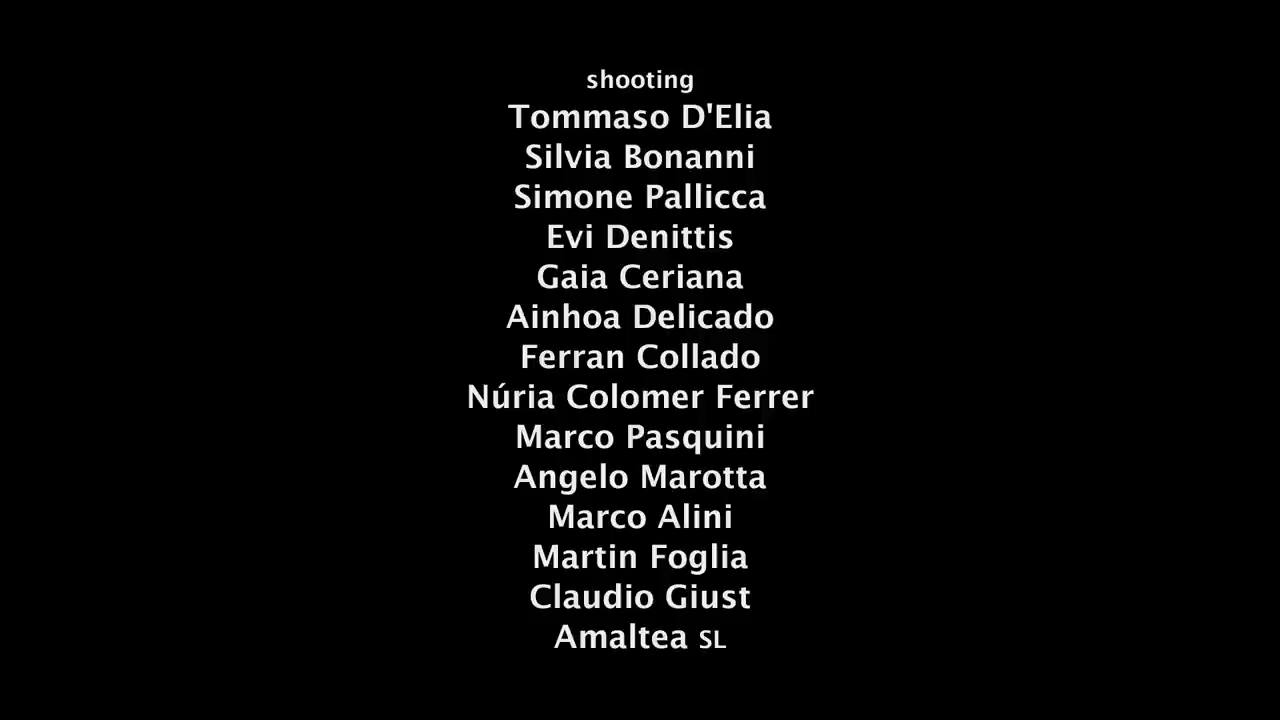 shooting
Tommaso D'Elia
Silvia Bonanni
Simone Pallicca
Evi Denittis
Gaia Ceriana
Ainhoa Delicado
Ferran Collado
Núria Colomer Ferrer
Marco Pasquini
Angelo Marotta
Marco Alini
Martin Foglia
Claudio Giust
Amaltea SL